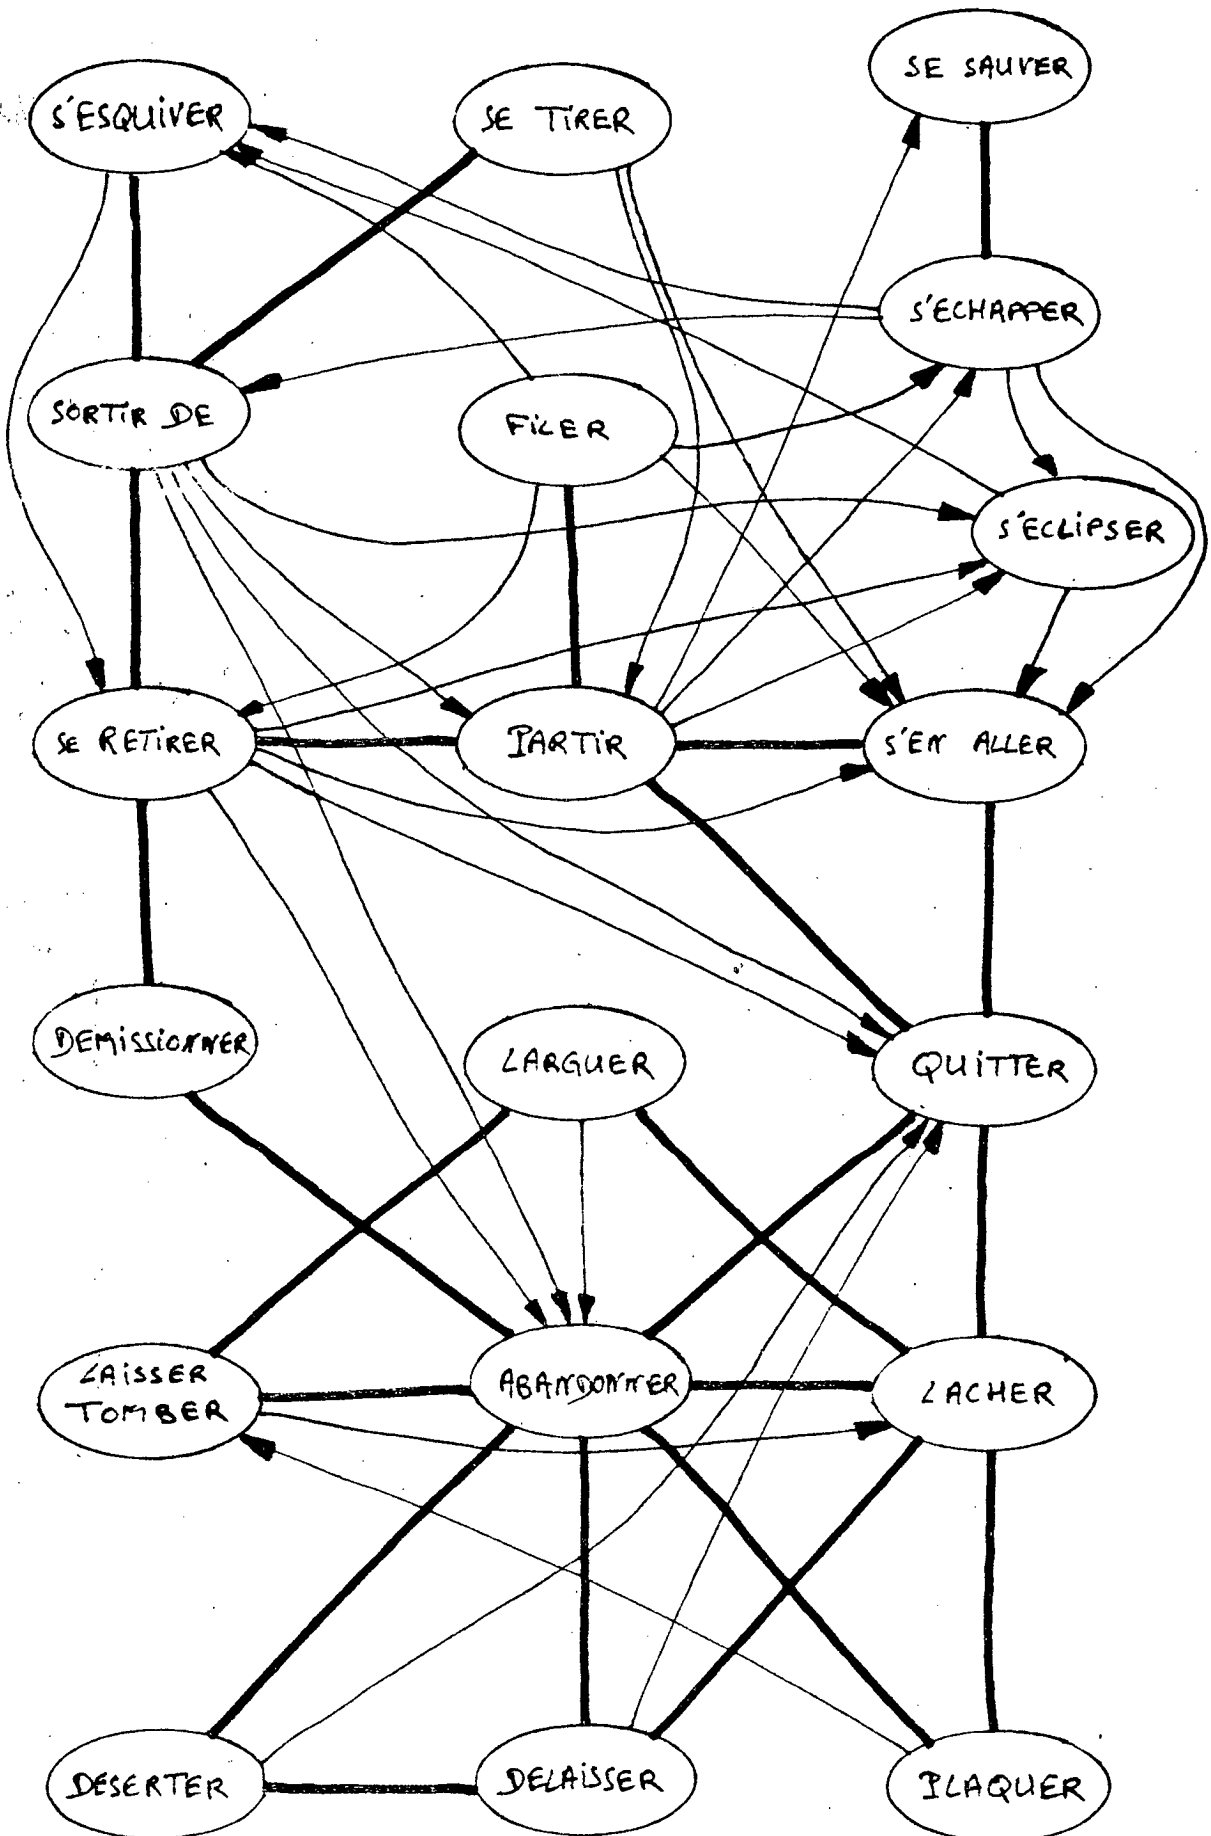 SE SAUVER
S'ESQUIVER
SE TIRER
S'ECHAPPER
SORTIR DE
FILER
S'ECLIPSER
SE RETIRER
PARTIR
S'EN ALLER
DEMISSIONNER
LARGUER
QUITTER
LAISSER
TOMBER
ABANDONNER
LACHER
DESERTER
DELAISSER
PLAQUER